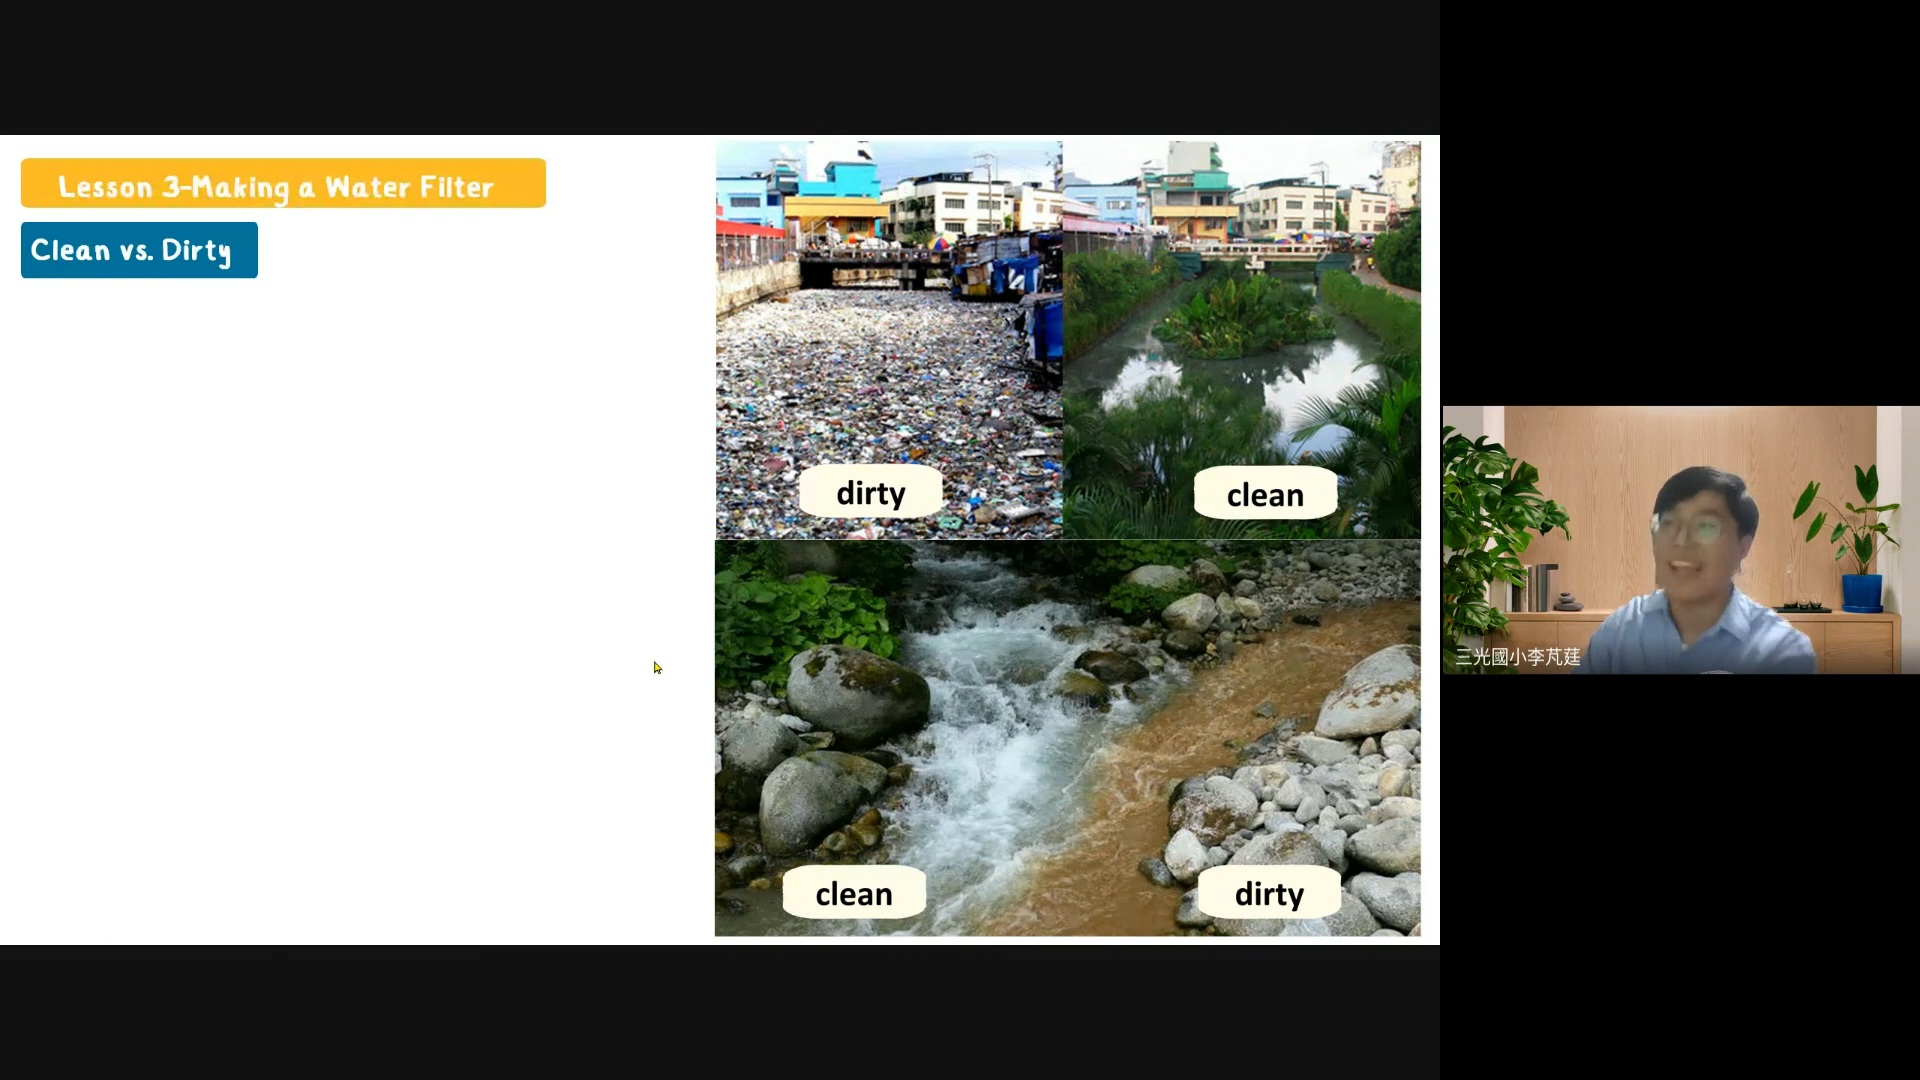 Lesson 3-Making a Water Filter
Clean vs. Dirty
dirty
clean
clean
dirty
三光國小李芃廷